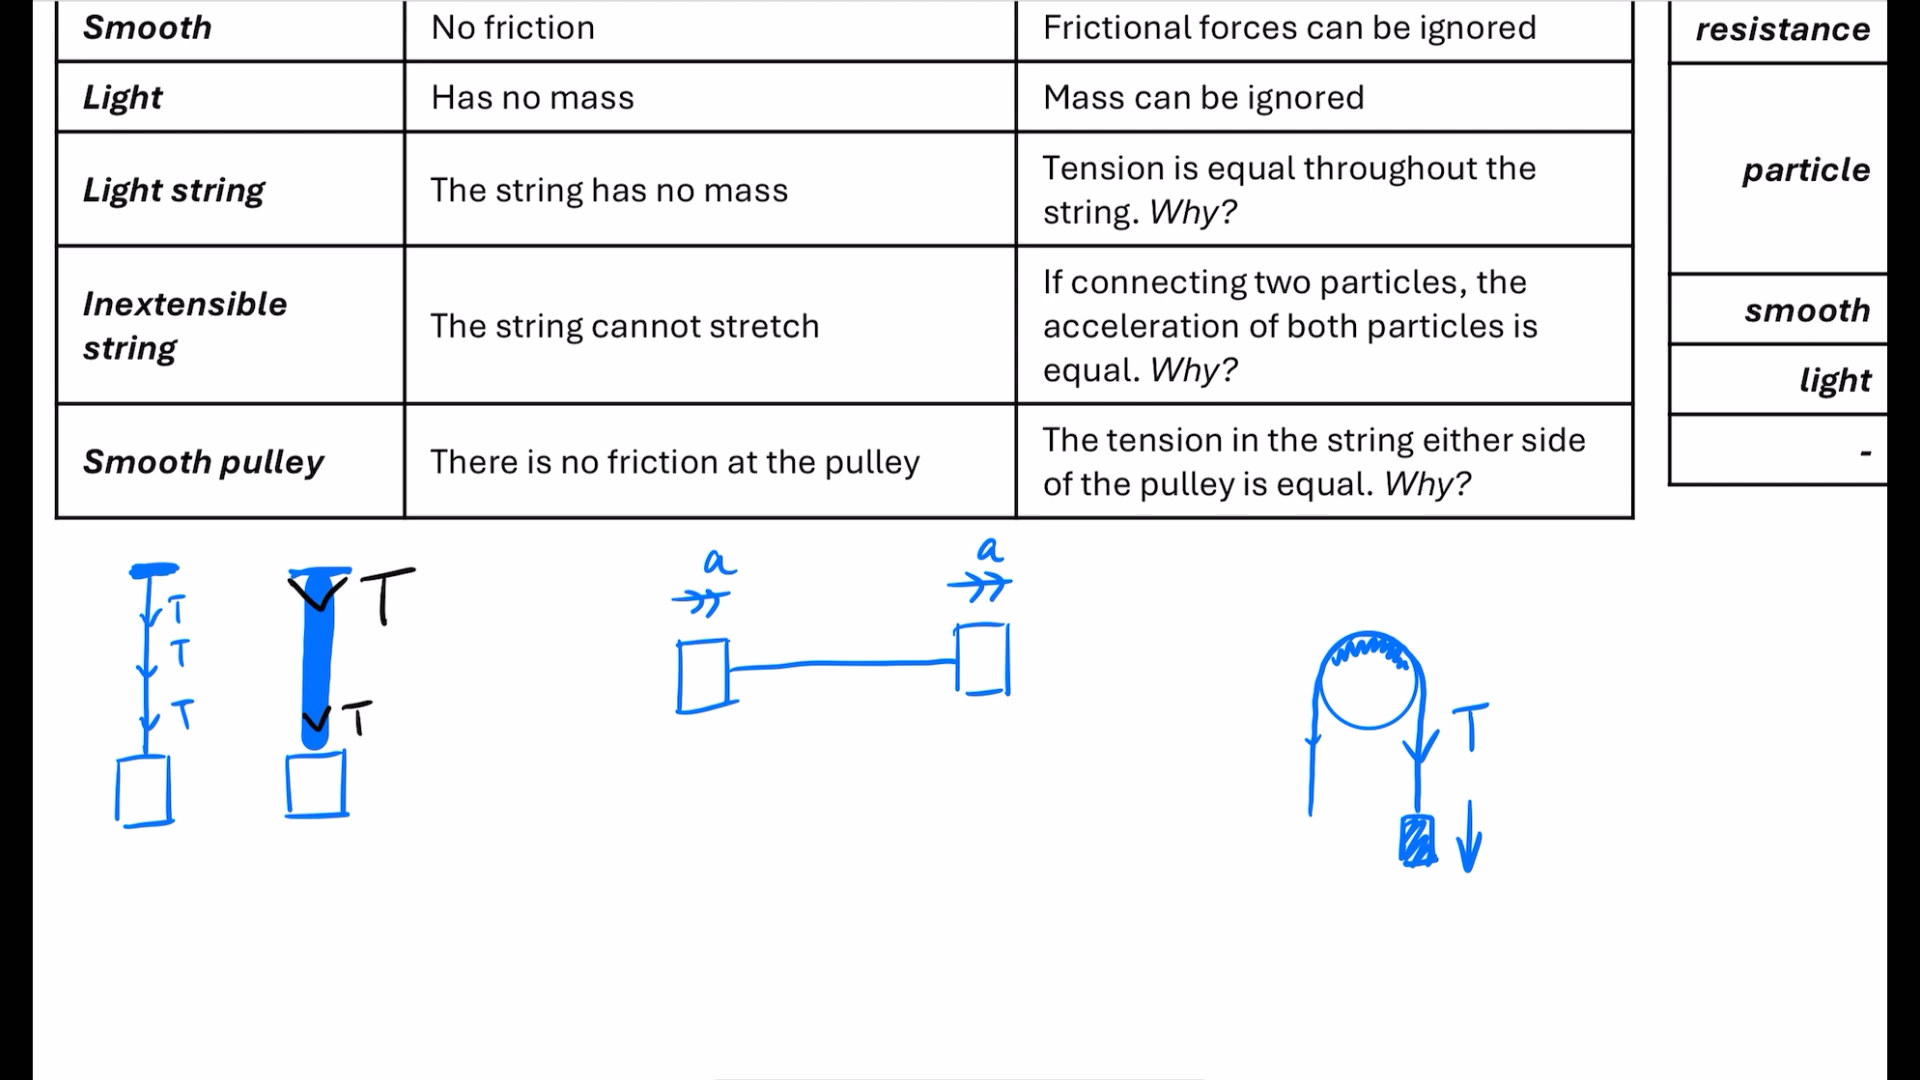 Smooth
No friction
Frictional forces can be ignored
Light
Has no mass
Mass can be ignored
Light string
The string has no mass
Tension is equal throughout the
string. Why?
Inextensible
string
The string cannot stretch
If connecting two particles, the
acceleration of both particles is
equal. Why?
Smooth pulley
There is no friction at the pulley
The tension in the string either side
of the pulley is equal. Why?
resistance
particle
smooth
light
-
T
T
T
T
T
a
a
T